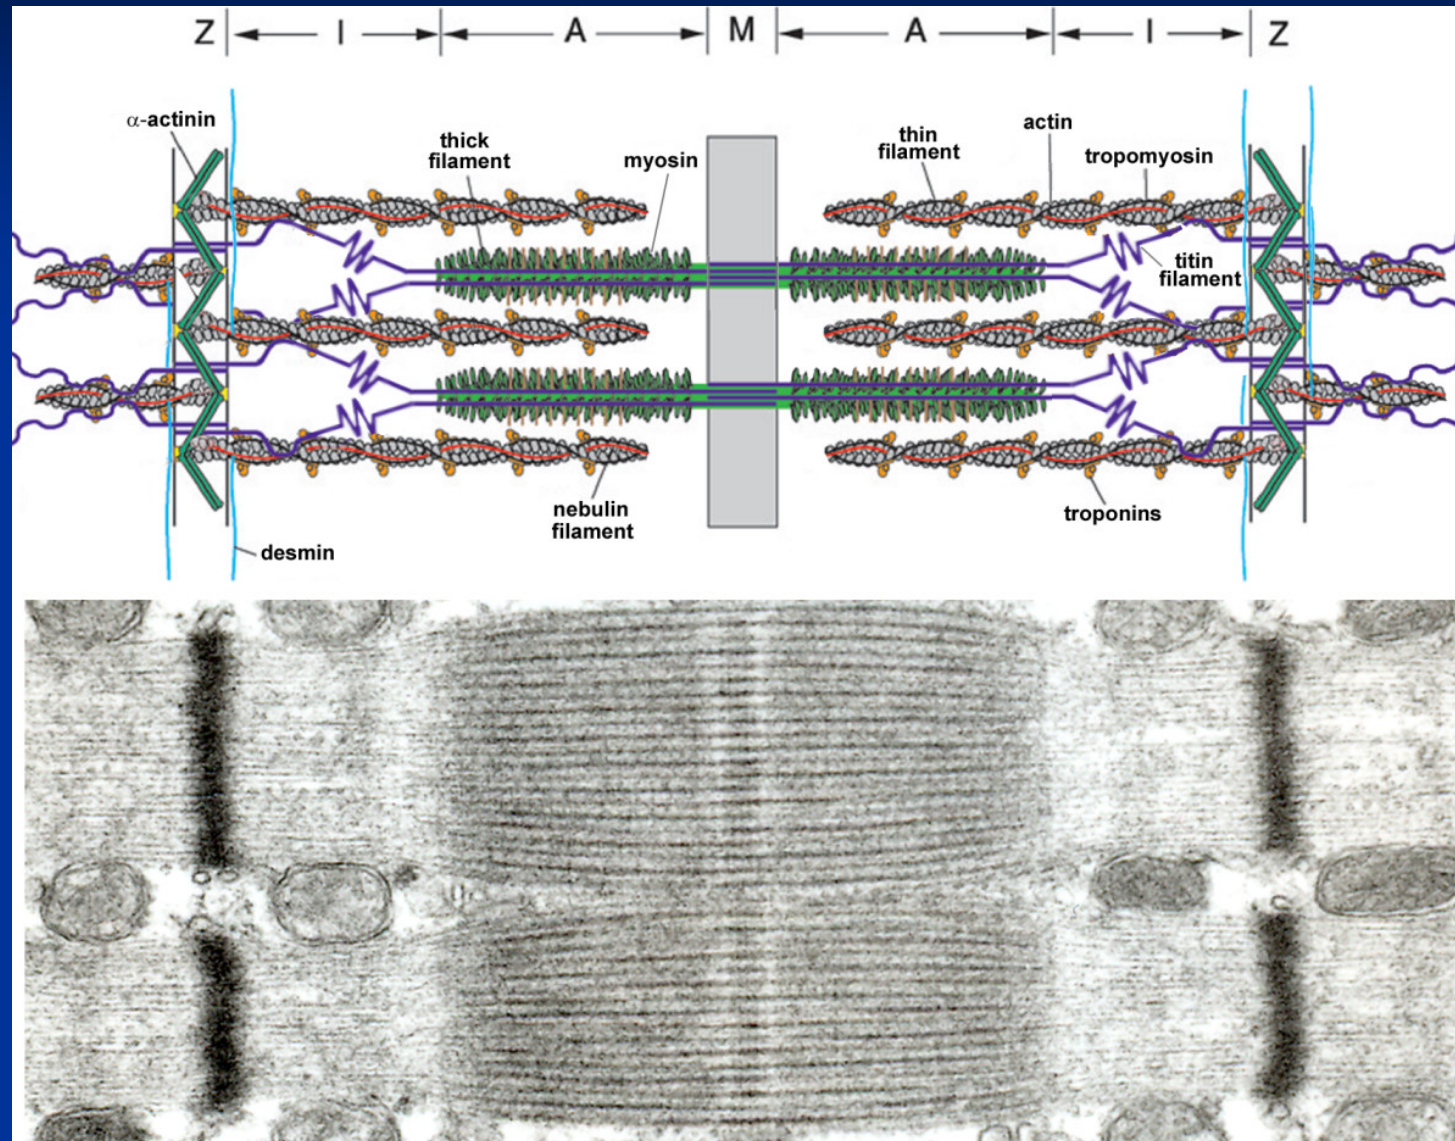 Z I A M A I Z
α-actinin
thick
filament
myosin
thin
filament
actin
tropomyosin
titin
filament
nebulin
filament
troponins
desmin